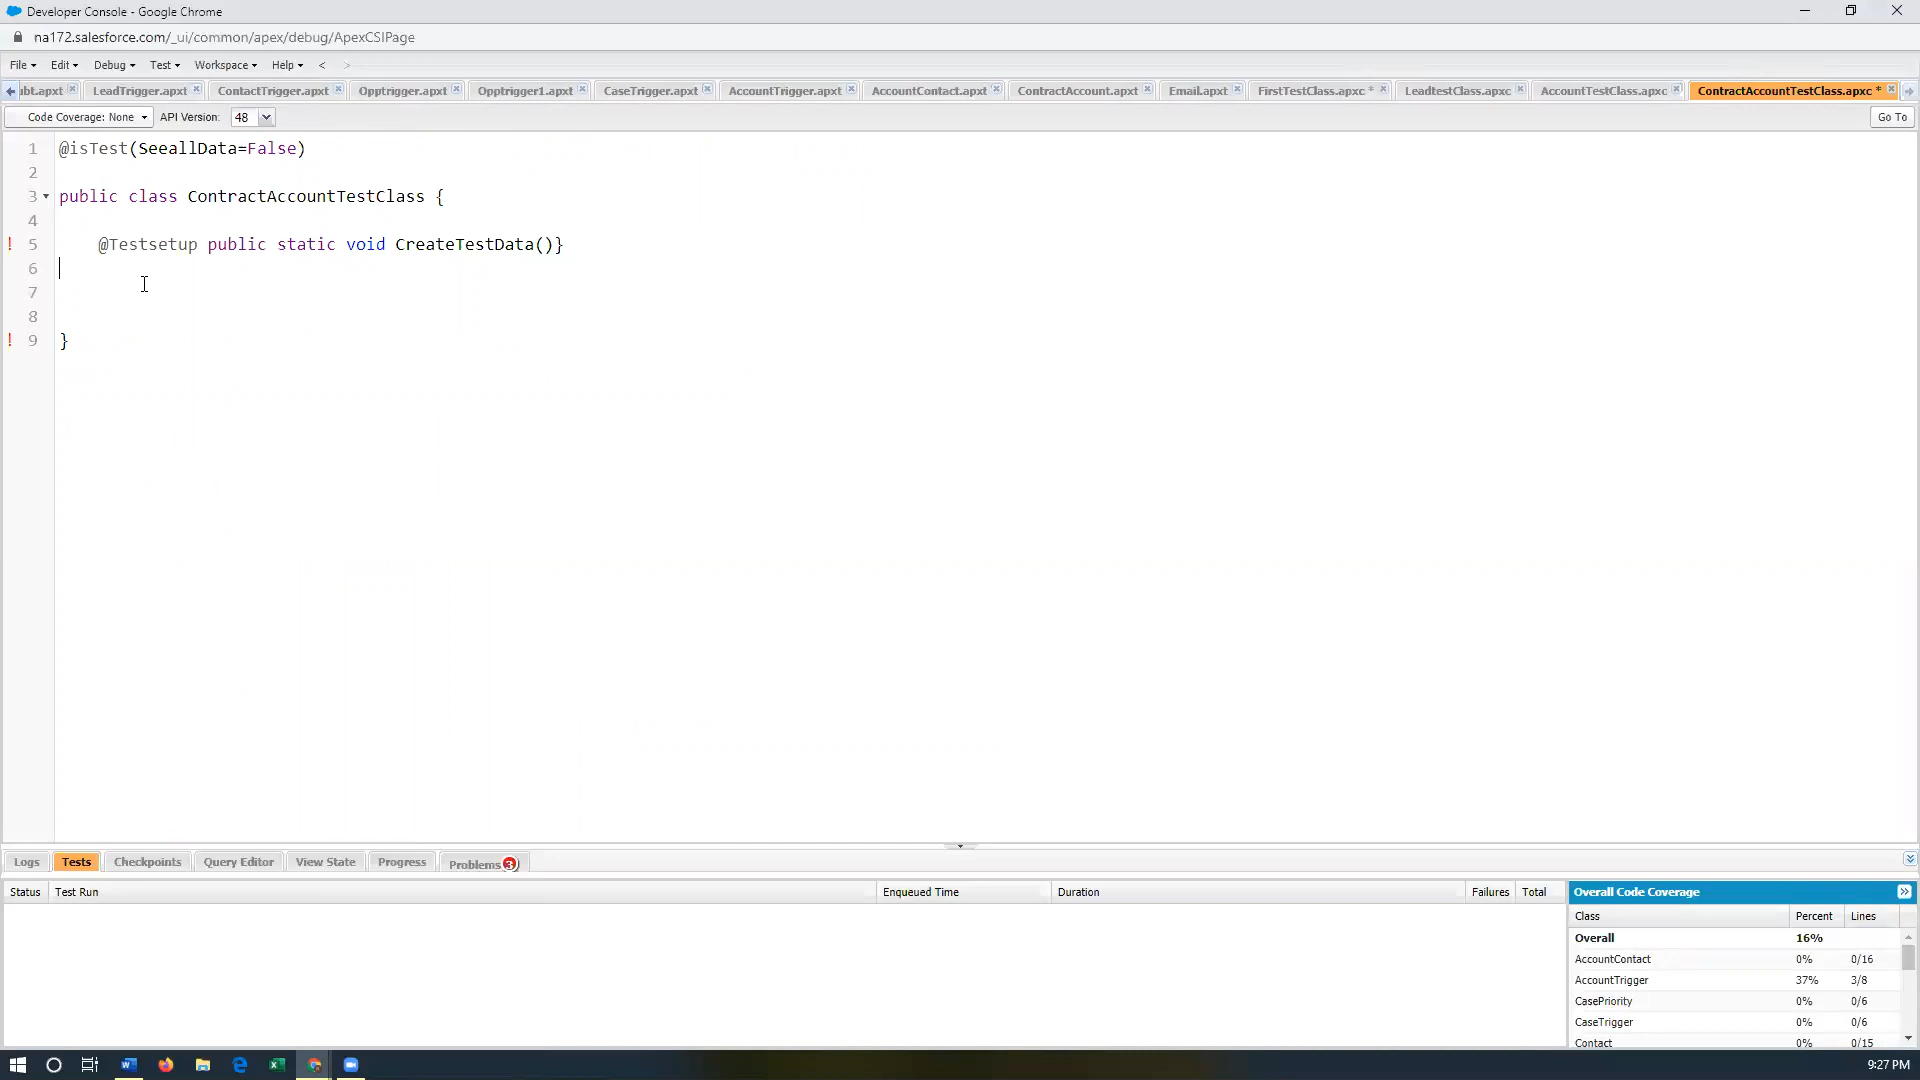 Developer Console - Google Chrome
na172.salesforce.com/_ui/common/apex/debug/ApexCSIPage
File Edit Debug Test Workspace Help < >
ubt.apxt LeadTrigger.apxt ContactTrigger.apxt Opptrigger.apxt Opptrigger1.apxt CaseTrigger.apxt AccountTrigger.apxt AccountContact.apxt ContractAccount.apxt Email.apxt FirstTestClass.apxc * LeadtestClass.apxc AccountTestClass.apxc ContractAccountTestClass.apxc *
Code Coverage: None API Version: 48 Go To
1 @isTest(SeeallData=False)
2
3 public class ContractAccountTestClass {
4
! 5 @Testsetup public static void CreateTestData()}
6
7
8
! 9 }
Logs Tests Checkpoints Query Editor View State Progress Problems 3
Status Test Run Enqueued Time Duration Failures Total
Overall Code Coverage
Class Percent Lines
Overall 16%
AccountContact 0% 0/16
AccountTrigger 37% 3/8
CasePriority 0% 0/6
CaseTrigger 0% 0/6
Contact 0% 0/15
9:27 PM